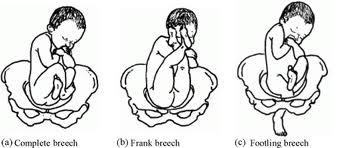 (a) Complete breech
(b) Frank breech
(c) Footling breech